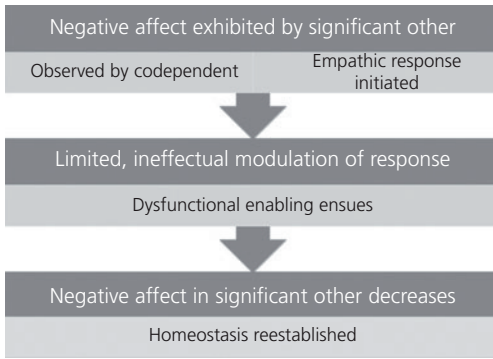 Negative affect exhibited by significant other
Observed by codependent
Empathic response
initiated
Limited, ineffectual modulation of response
Dysfunctional enabling ensues
Negative affect in significant other decreases
Homeostasis reestablished